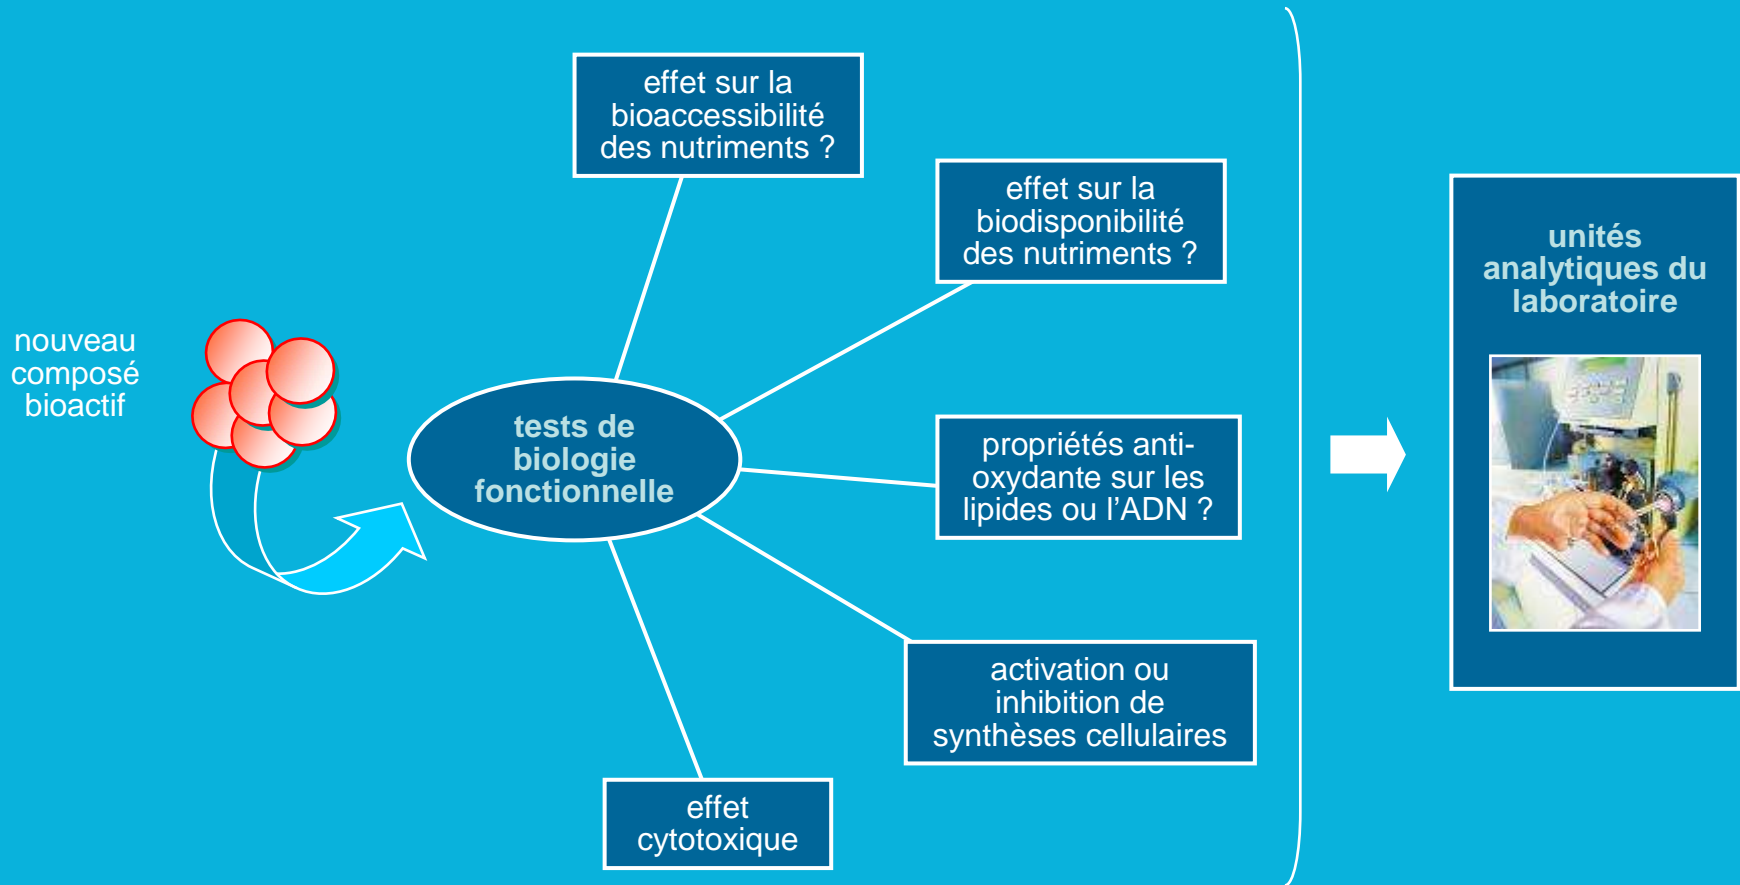 effet sur la
bioaccessibilité
des nutriments ?
effet sur la
biodisponibilité
des nutriments ?
unités
analytiques du
laboratoire
nouveau
composé
bioactif
tests de
biologie
fonctionnelle
propriétés anti-
oxydante sur les
lipides ou l’ADN ?
activation ou
inhibition de
synthèses cellulaires
effet
cytotoxique